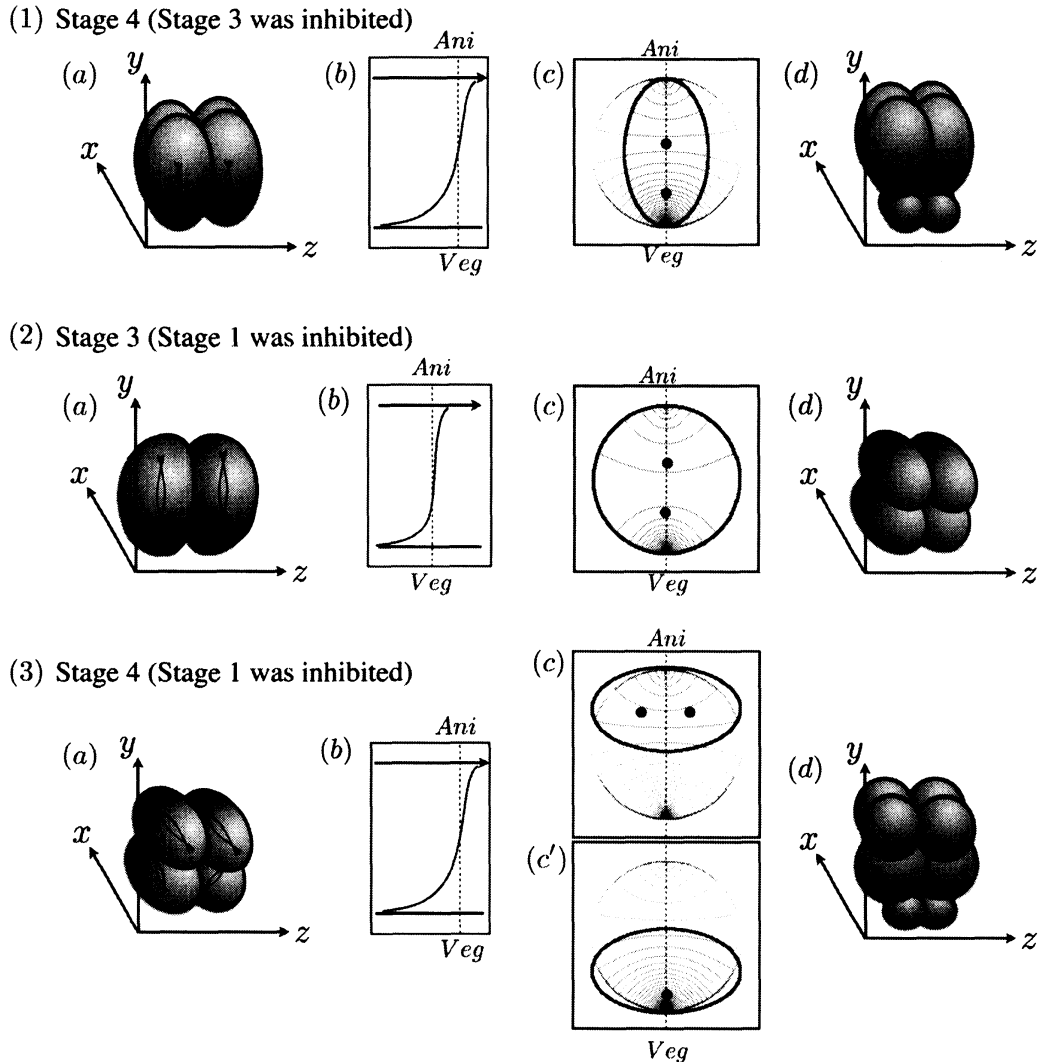 (1) Stage 4 (Stage 3 was inhibited)
(a) y x z
(b) Ani Veg
(c) Ani Veg
(d) y x z
(2) Stage 3 (Stage 1 was inhibited)
(a) y x z
(b) Ani Veg
(c) Ani Veg
(d) y x z
(3) Stage 4 (Stage 1 was inhibited)
(a) y x z
(b) Ani Veg
(c) Ani
(c′) Veg
(d) y x z